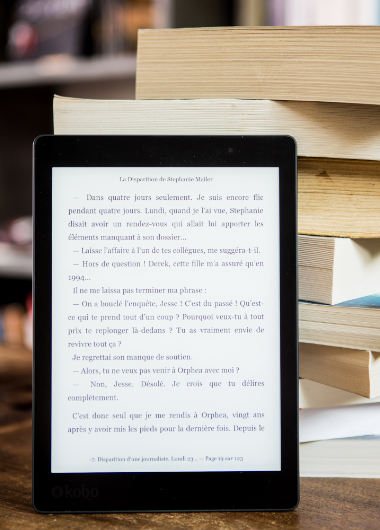 La Disparition de Stephanie Mailer
— Dans quatre jours seulement. Je suis encore flic
pendant quatre jours. Lundi, quand je l'ai vue, Stephanie
disait avoir un rendez-vous qui allait lui apporter les
éléments manquant à son dossier...
— Laisse l'affaire à l'un de tes collègues, me suggéra-t-il.
— Hors de question ! Derek, cette fille m'a assuré qu'en
1994...
Il ne me laissa pas terminer ma phrase :
— On a bouclé l'enquête, Jesse ! C'est du passé ! Qu'est-
ce qui te prend tout d'un coup ? Pourquoi veux-tu à tout
prix te replonger là-dedans ? Tu as vraiment envie de
revivre tout ça ?
Je regrettai son manque de soutien.
— Alors, tu ne veux pas venir à Orphea avec moi ?
— Non, Jesse. Désolé. Je crois que tu délires
complètement.
C'est donc seul que je me rendis à Orphea, vingt ans
après y avoir mis les pieds pour la dernière fois. Depuis le
Disparition d'une journaliste. Lundi 23... — Page 19 sur 123
kobo